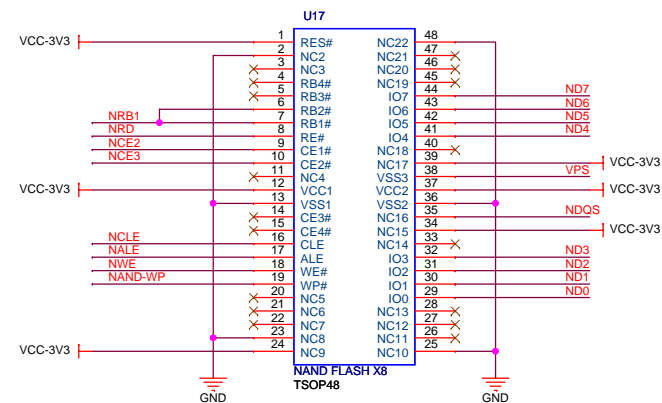 U17
VCC-3V3 1 RES# NC22 48
2 NC2 NC21 47
3 NC3 NC20 46
4 RB4# NC19 45
5 RB3# IO7 44 ND7
6 RB2# IO6 43 ND6
NRB1 7 RB1# IO5 42 ND5
NRD 8 RE# IO4 41 ND4
NCE2 9 CE1# NC18 40
NCE3 10 CE2# NC17 39 VCC-3V3
11 NC4 VSS3 38 VPS
VCC-3V3 12 VCC1 VCC2 37 VCC-3V3
13 VSS1 VSS2 36
14 CE3# NC16 35 NDQS
15 CE4# NC15 34 VCC-3V3
NCLE 16 CLE NC14 33
NALE 17 ALE IO3 32 ND3
NWE 18 WE# IO2 31 ND2
NAND-WP 19 WP# IO1 30 ND1
20 NC5 IO0 29 ND0
21 NC6 NC13 28
22 NC7 NC12 27
23 NC8 NC11 26
VCC-3V3 24 NC9 NC10 25
NAND FLASH X8
TSOP48
GND GND